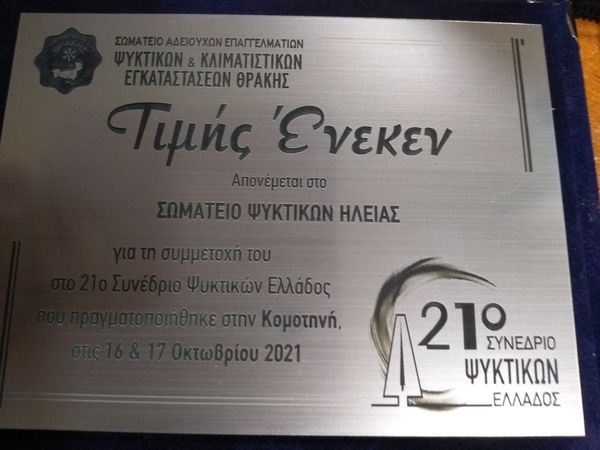 ΣΩΜΑΤΕΙΟ ΑΔΕΙΟΥΧΩΝ ΕΠΑΓΓΕΛΜΑΤΙΩΝ
ΨΥΚΤΙΚΩΝ & ΚΛΙΜΑΤΙΣΤΙΚΩΝ
ΕΓΚΑΤΑΣΤΑΣΕΩΝ ΘΡΑΚΗΣ
Τιμής Ένεκεν
Απονέμεται στο
ΣΩΜΑΤΕΙΟ ΨΥΚΤΙΚΩΝ ΗΛΕΙΑΣ
για τη συμμετοχή του
στο 21ο Συνέδριο Ψυκτικών Ελλάδος
που πραγματοποιήθηκε στην Κομοτηνή,
στις 16 & 17 Οκτωβρίου 2021
21ο
ΣΥΝΕΔΡΙΟ
ΨΥΚΤΙΚΩΝ
ΕΛΛΑΔΟΣ